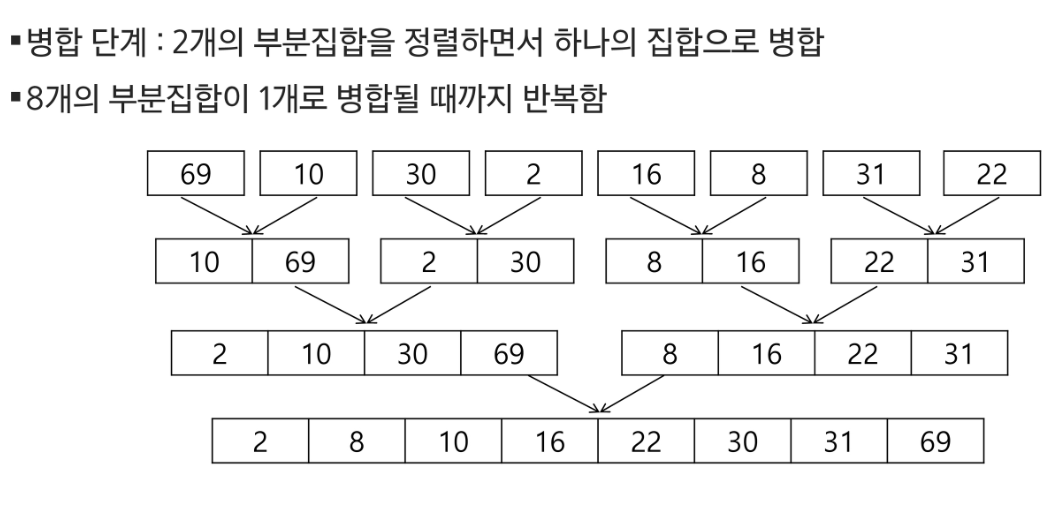 ▪병합 단계 : 2개의 부분집합을 정렬하면서 하나의 집합으로 병합
▪8개의 부분집합이 1개로 병합될 때까지 반복함
69 10 30 2 16 8 31 22
10 69 2 30 8 16 22 31
2 10 30 69 8 16 22 31
2 8 10 16 22 30 31 69